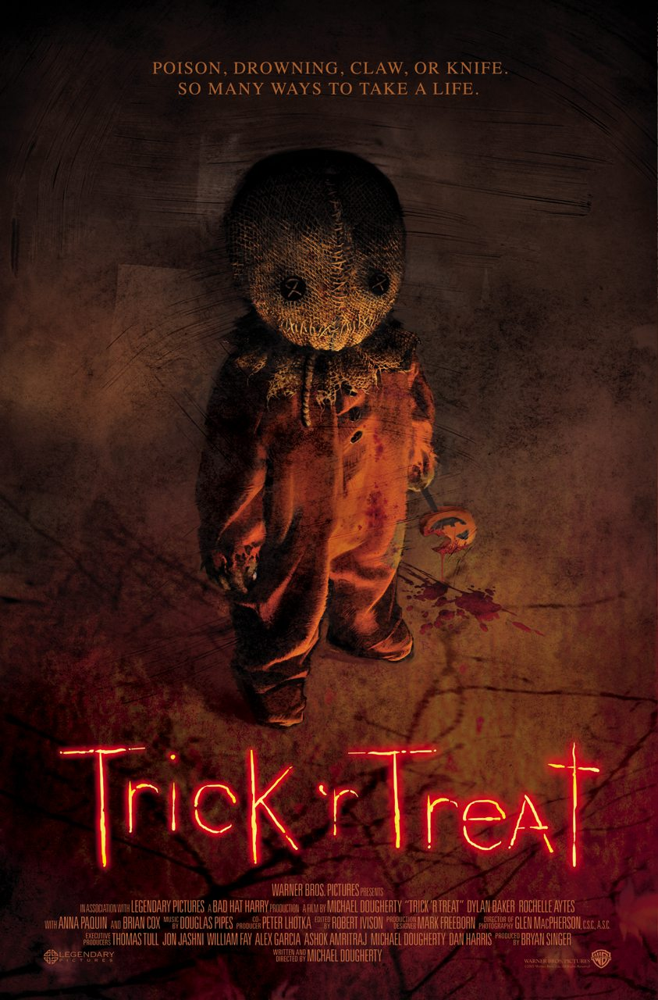 POISON, DROWNING, CLAW, OR KNIFE.
SO MANY WAYS TO TAKE A LIFE.
Trick 'r Treat
WARNER BROS. PICTURES PRESENTS
IN ASSOCIATION WITH LEGENDARY PICTURES A BAD HAT HARRY PRODUCTION A FILM BY MICHAEL DOUGHERTY "TRICK 'R TREAT" DYLAN BAKER ROCHELLE AYTES
WITH ANNA PAQUIN AND BRIAN COX MUSIC BY DOUGLAS PIPES CO-PRODUCER PETER LHOTKA EDITED BY ROBERT IVISON PRODUCTION DESIGNER MARK FREEBORN DIRECTOR OF PHOTOGRAPHY GLEN MACPHERSON, C.S.C., A.S.C.
EXECUTIVE PRODUCERS THOMAS TULL JON JASHNI WILLIAM FAY ALEX GARCIA ASHOK AMRITRAJ MICHAEL DOUGHERTY DAN HARRIS PRODUCED BY BRYAN SINGER
WRITTEN AND DIRECTED BY MICHAEL DOUGHERTY
LEGENDARY
PICTURES
WARNER BROS. PICTURES
WB